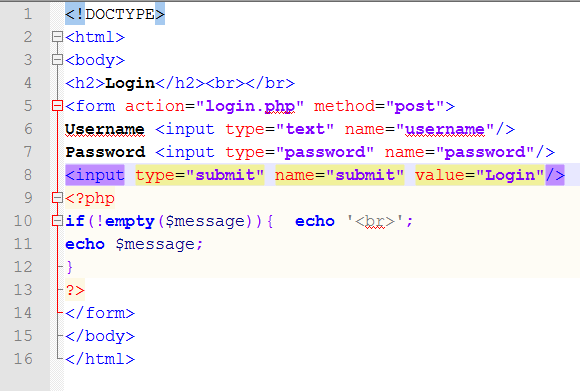 1 <!DOCTYPE>
2 <html>
3 <body>
4 <h2>Login</h2><br></br>
5 <form action="login.php" method="post">
6 Username <input type="text" name="username"/>
7 Password <input type="password" name="password"/>
8 <input type="submit" name="submit" value="Login"/>
9 <?php
10 if(!empty($message)){  echo '<br>';
11 echo $message;
12 }
13 ?>
14 </form>
15 </body>
16 </html>